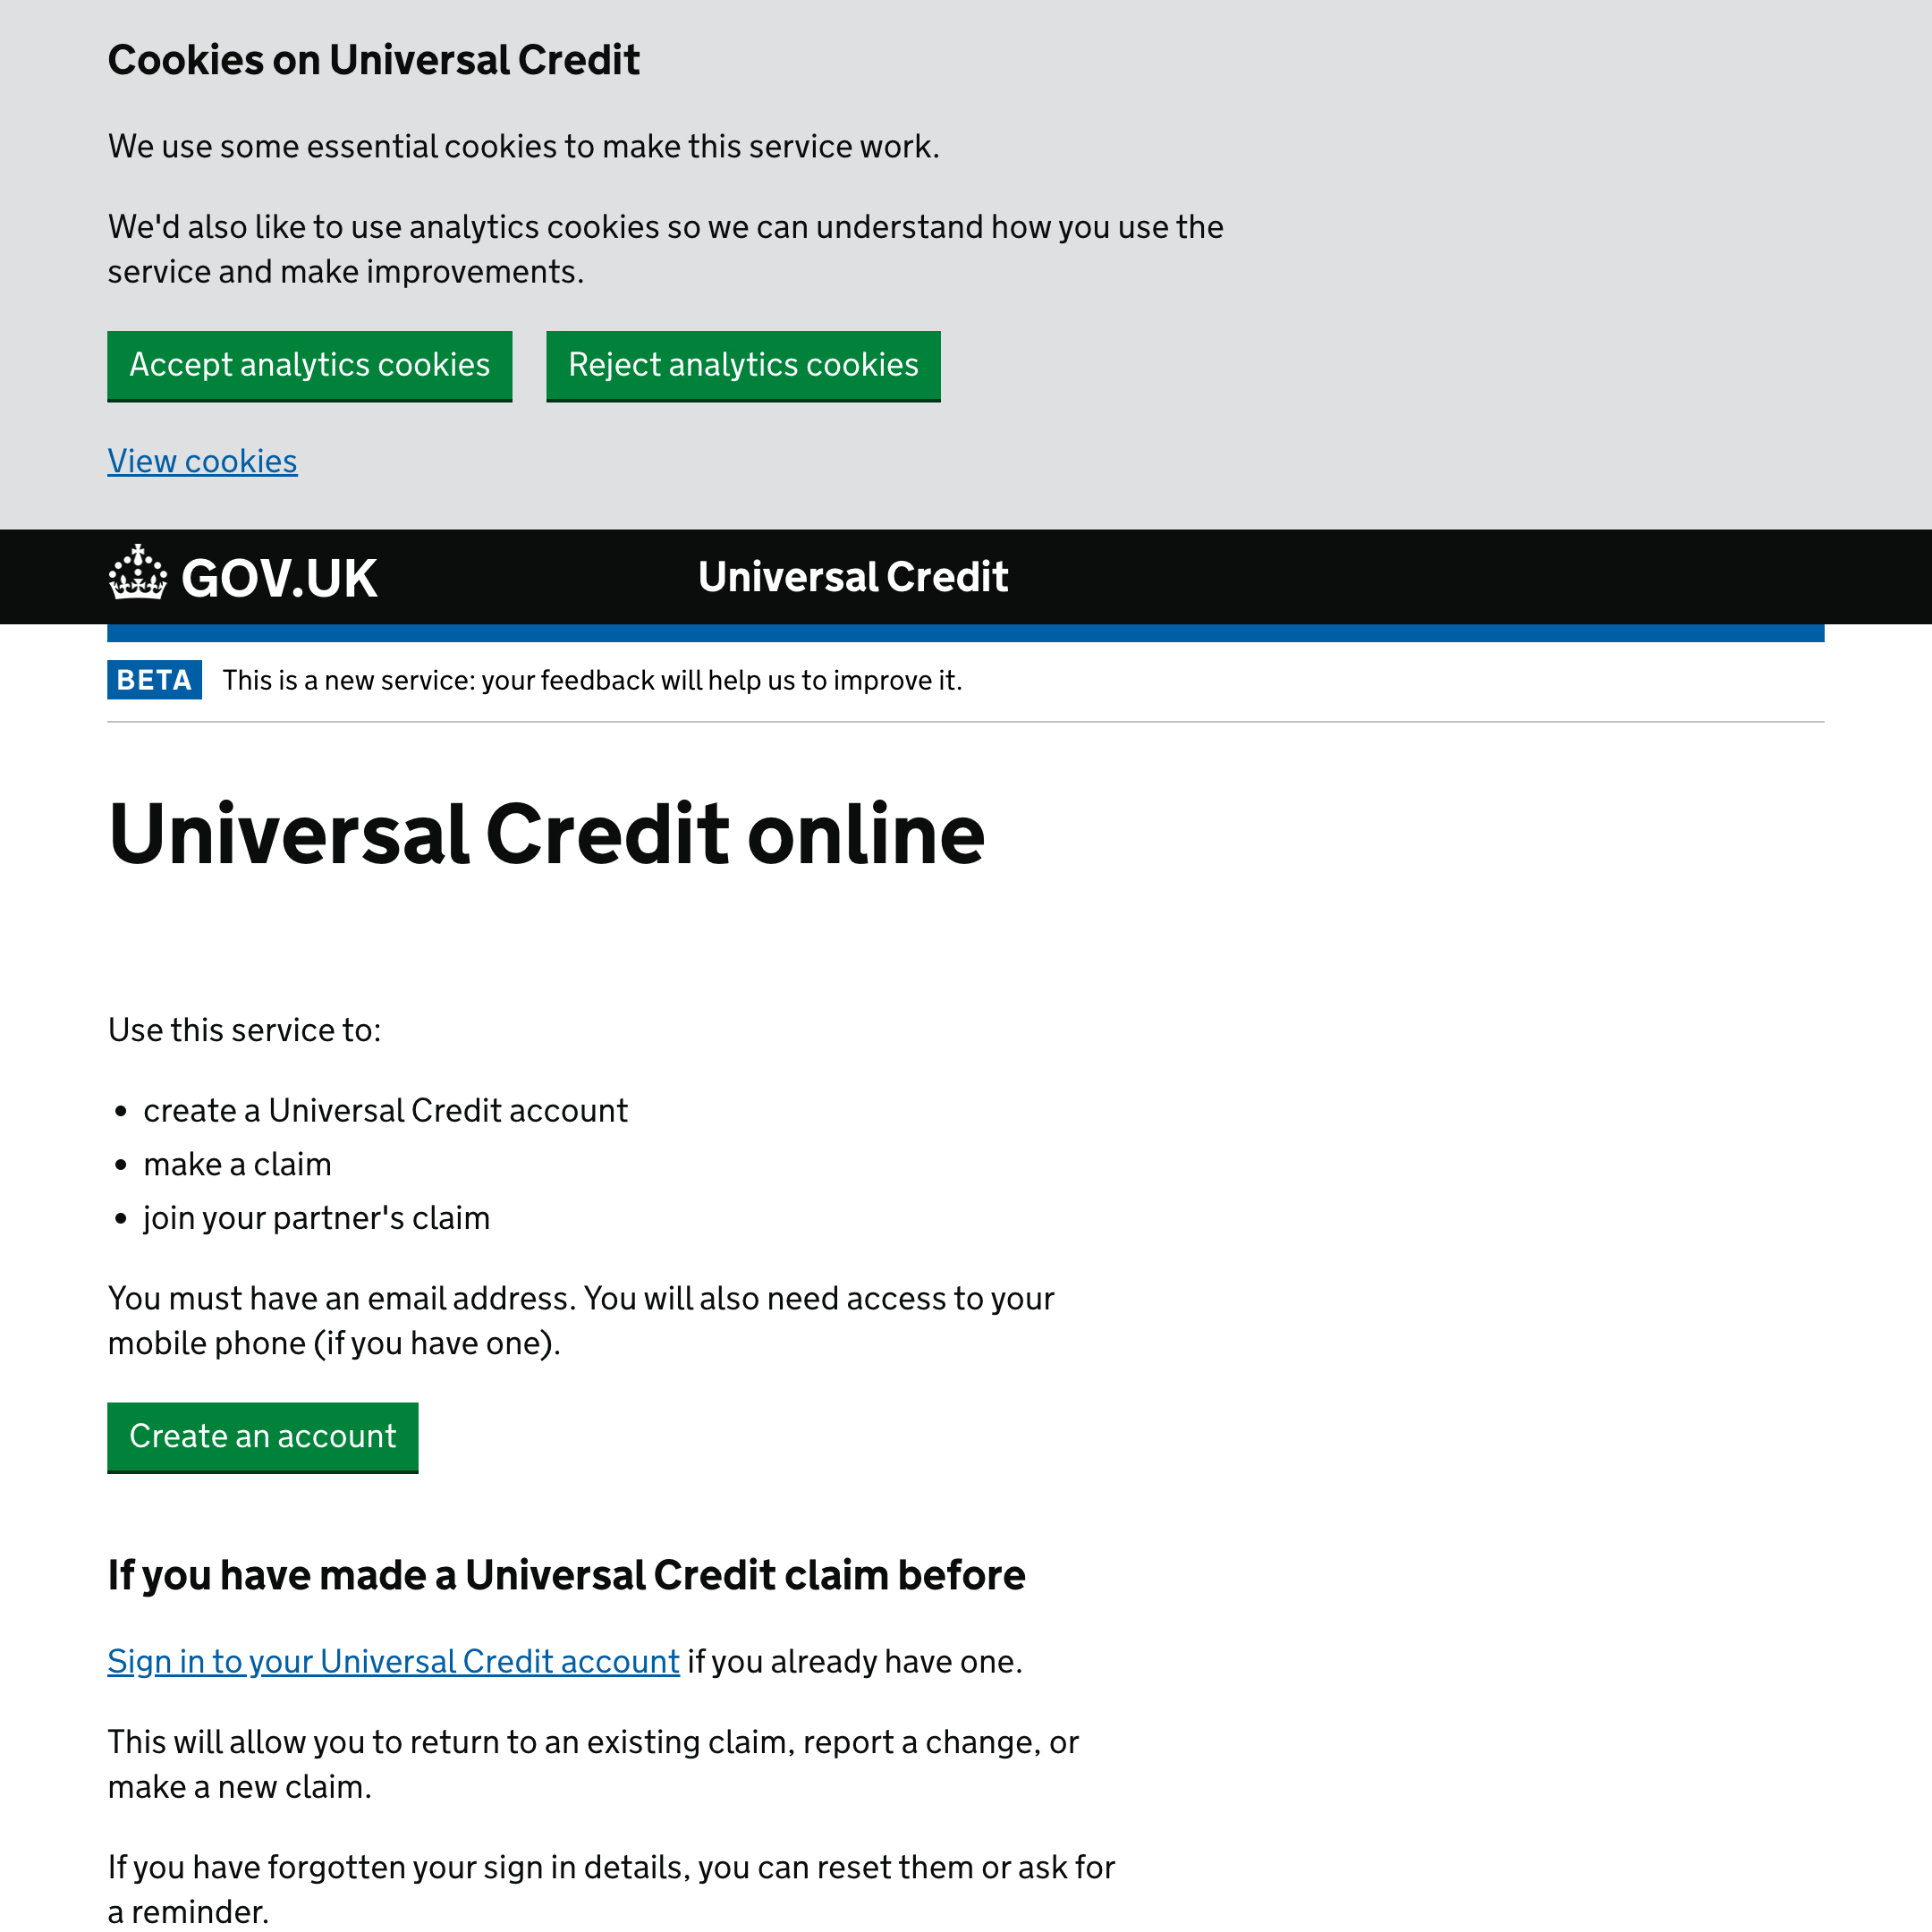 Cookies on Universal Credit
We use some essential cookies to make this service work.
We'd also like to use analytics cookies so we can understand how you use the
service and make improvements.
Accept analytics cookies
Reject analytics cookies
View cookies
GOV.UK
Universal Credit
BETA
This is a new service: your feedback will help us to improve it.
Universal Credit online
Use this service to:
• create a Universal Credit account
• make a claim
• join your partner's claim
You must have an email address. You will also need access to your
mobile phone (if you have one).
Create an account
If you have made a Universal Credit claim before
Sign in to your Universal Credit account if you already have one.
This will allow you to return to an existing claim, report a change, or
make a new claim.
If you have forgotten your sign in details, you can reset them or ask for
a reminder.